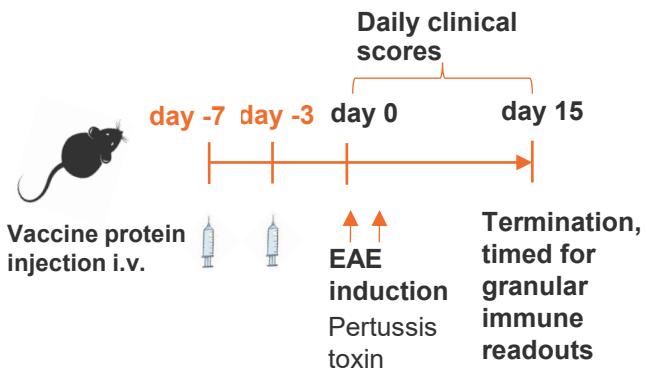 Daily clinical
scores
day -7 day -3 day 0 day 15
Vaccine protein
injection i.v.
EAE
induction
Pertussis
toxin
Termination,
timed for
granular
immune
readouts